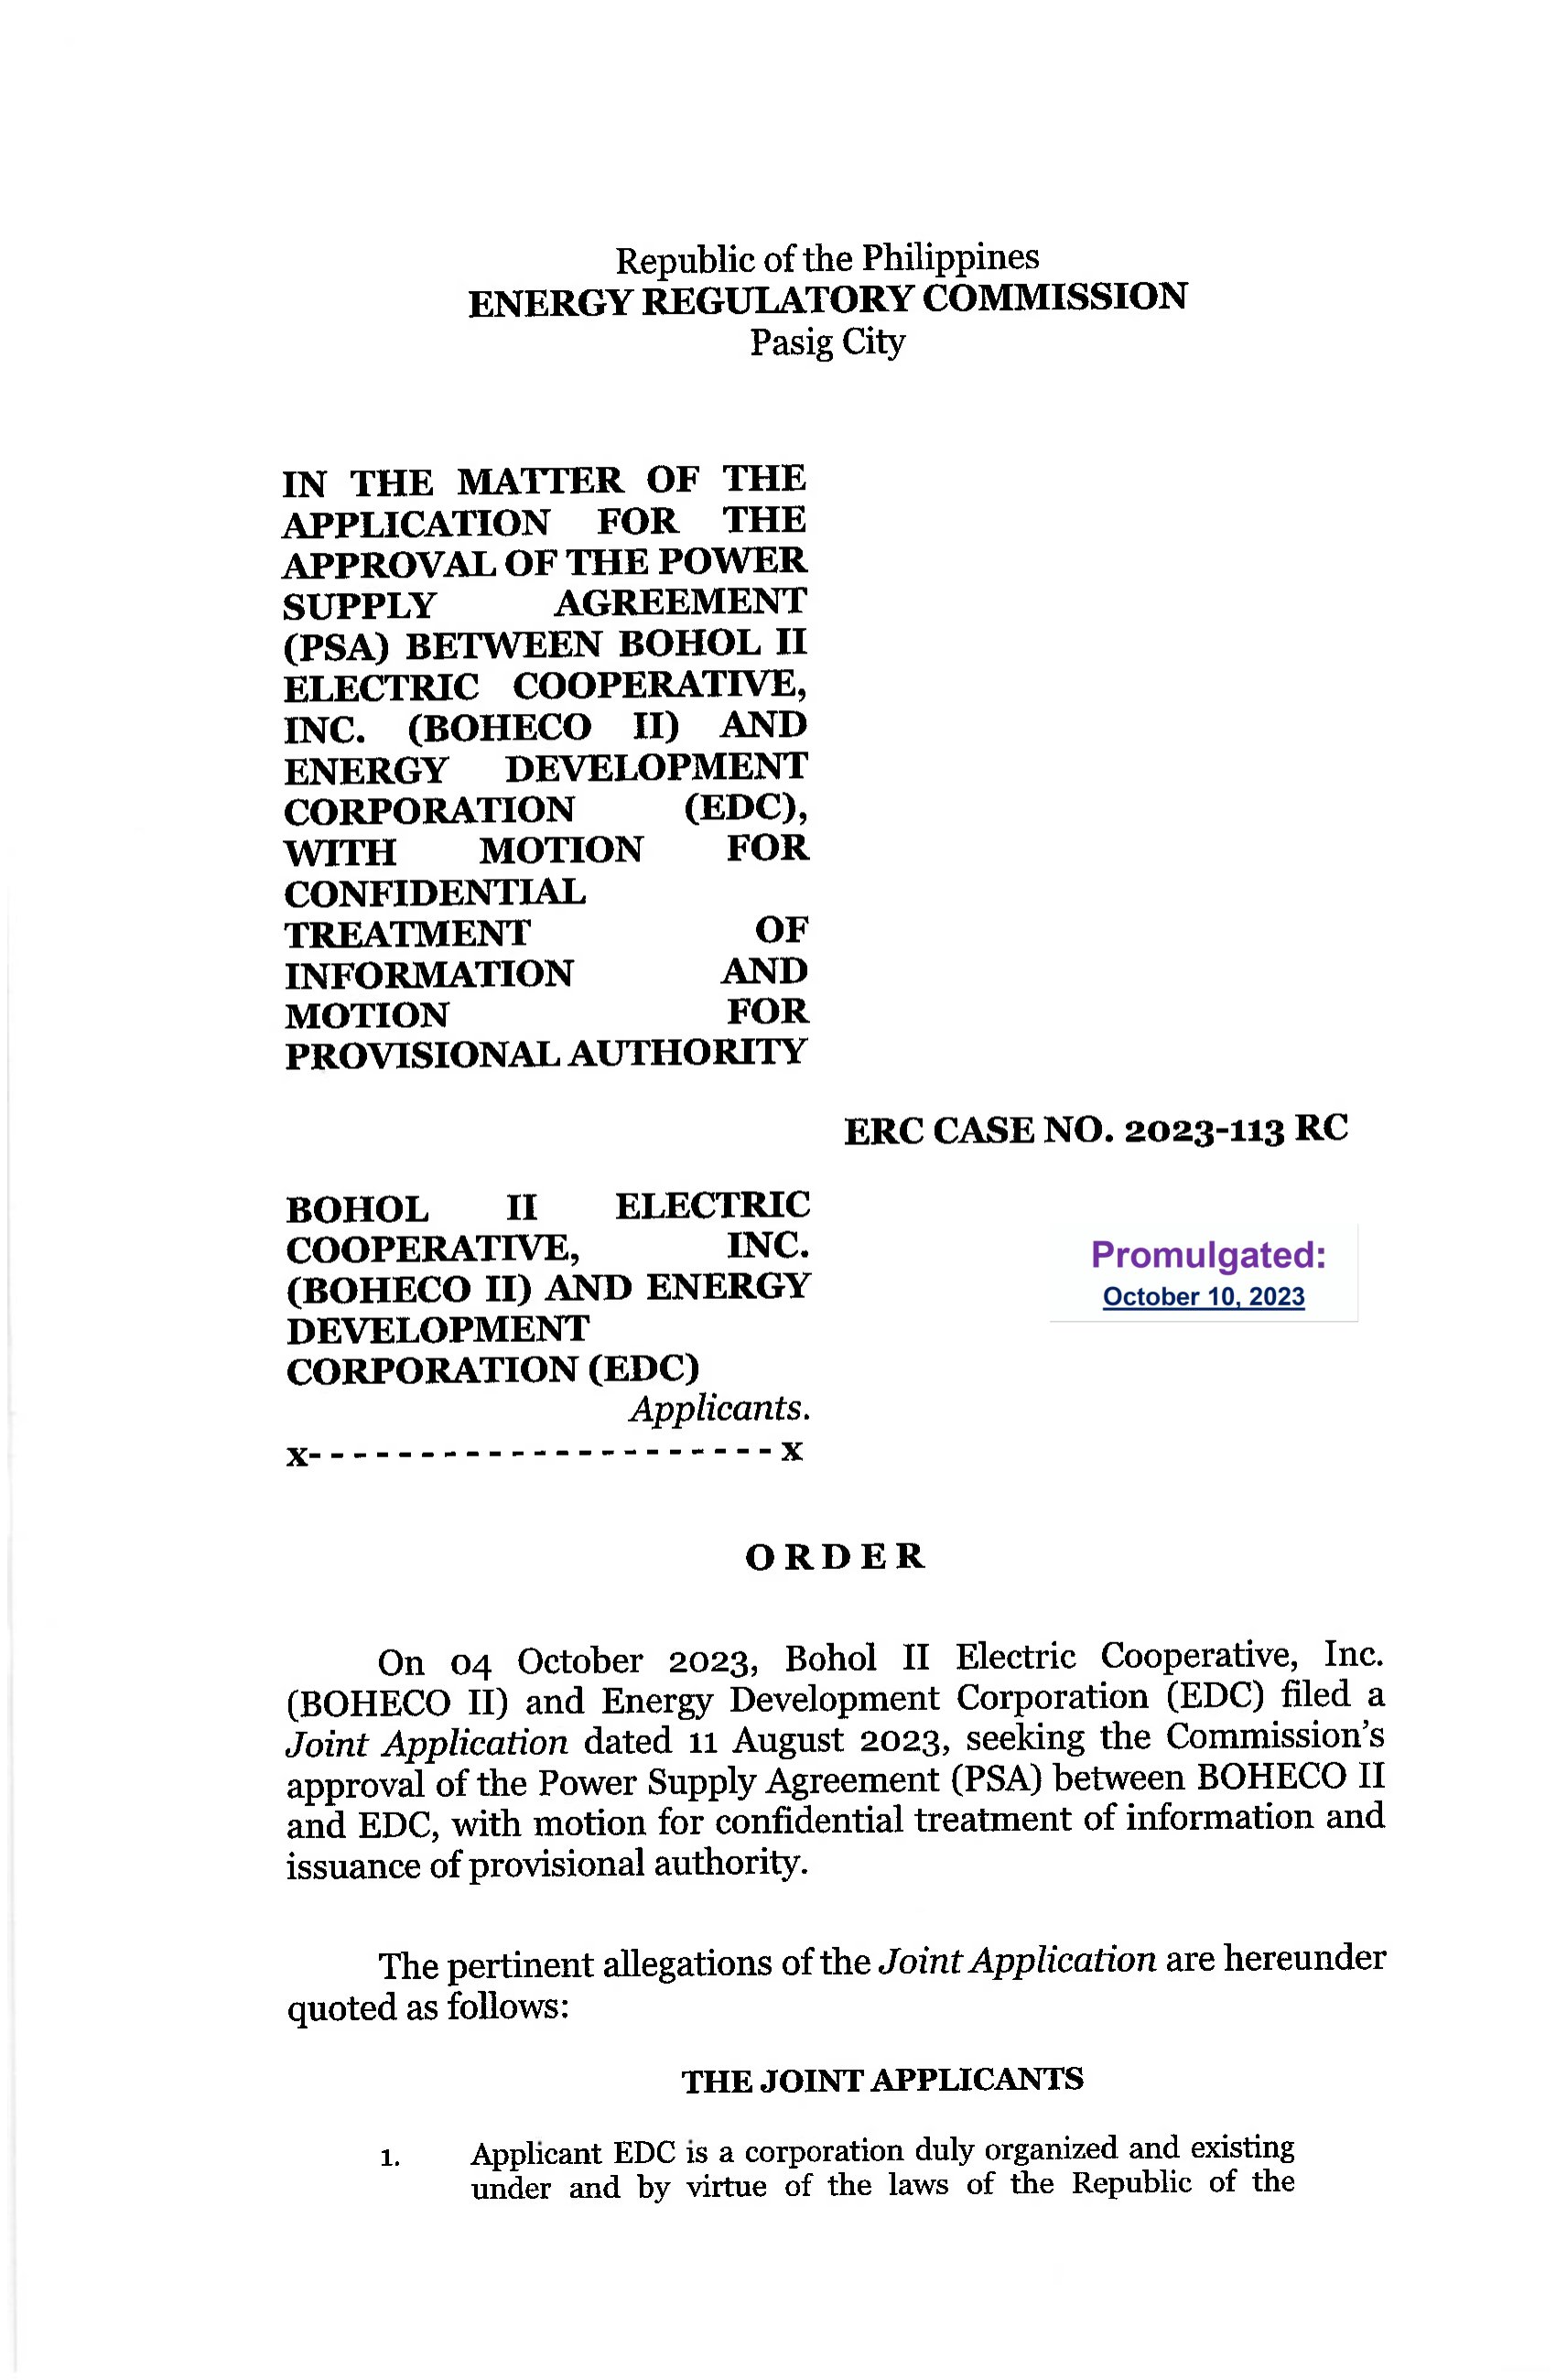 Republic of the Philippines
ENERGY REGULATORY COMMISSION
Pasig City
IN THE MATTER OF THE
APPLICATION FOR THE
APPROVAL OF THE POWER
SUPPLY AGREEMENT
(PSA) BETWEEN BOHOL II
ELECTRIC COOPERATIVE,
INC. (BOHECO II) AND
ENERGY DEVELOPMENT
CORPORATION (EDC),
WITH MOTION FOR
CONFIDENTIAL
TREATMENT OF
INFORMATION AND
MOTION FOR
PROVISIONAL AUTHORITY
ERC CASE NO. 2023-113 RC
BOHOL II ELECTRIC
COOPERATIVE, INC.
(BOHECO II) AND ENERGY
DEVELOPMENT
CORPORATION (EDC)
Applicants.
x- - - - - - - - - - - - - - - - - - - - - x
Promulgated:
October 10, 2023
O R D E R
On 04 October 2023, Bohol II Electric Cooperative, Inc.
(BOHECO II) and Energy Development Corporation (EDC) filed a
Joint Application dated 11 August 2023, seeking the Commission's
approval of the Power Supply Agreement (PSA) between BOHECO II
and EDC, with motion for confidential treatment of information and
issuance of provisional authority.
The pertinent allegations of the Joint Application are hereunder
quoted as follows:
THE JOINT APPLICANTS
1. Applicant EDC is a corporation duly organized and existing
under and by virtue of the laws of the Republic of the